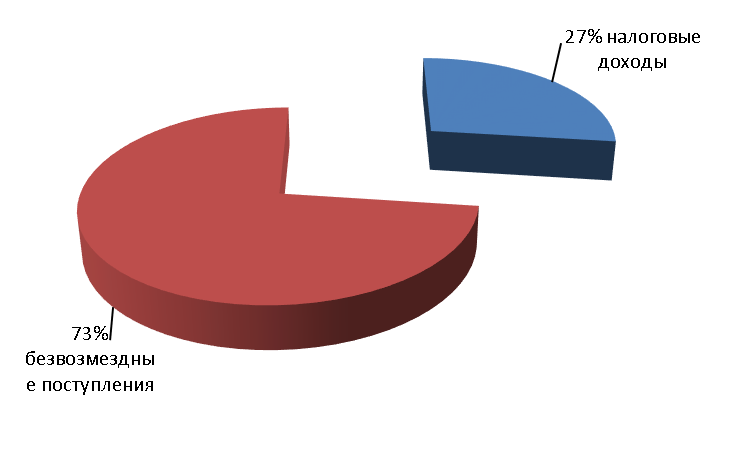 27% налоговые
доходы
73%
безвозмездны
е поступления